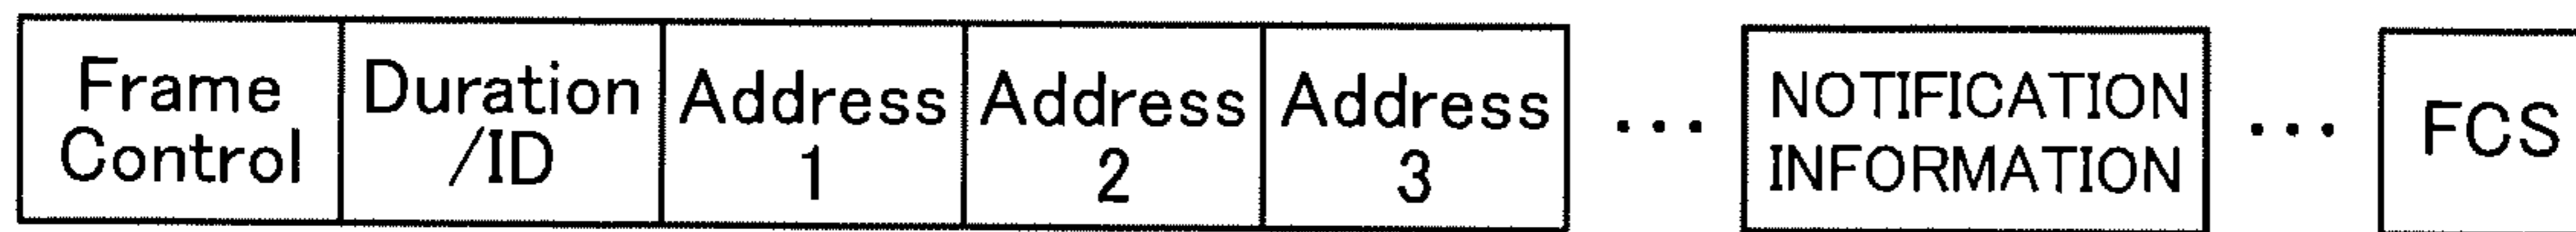 Frame
Control
Duration
/ID
Address
1
Address
2
Address
3
...
NOTIFICATION
INFORMATION
...
FCS